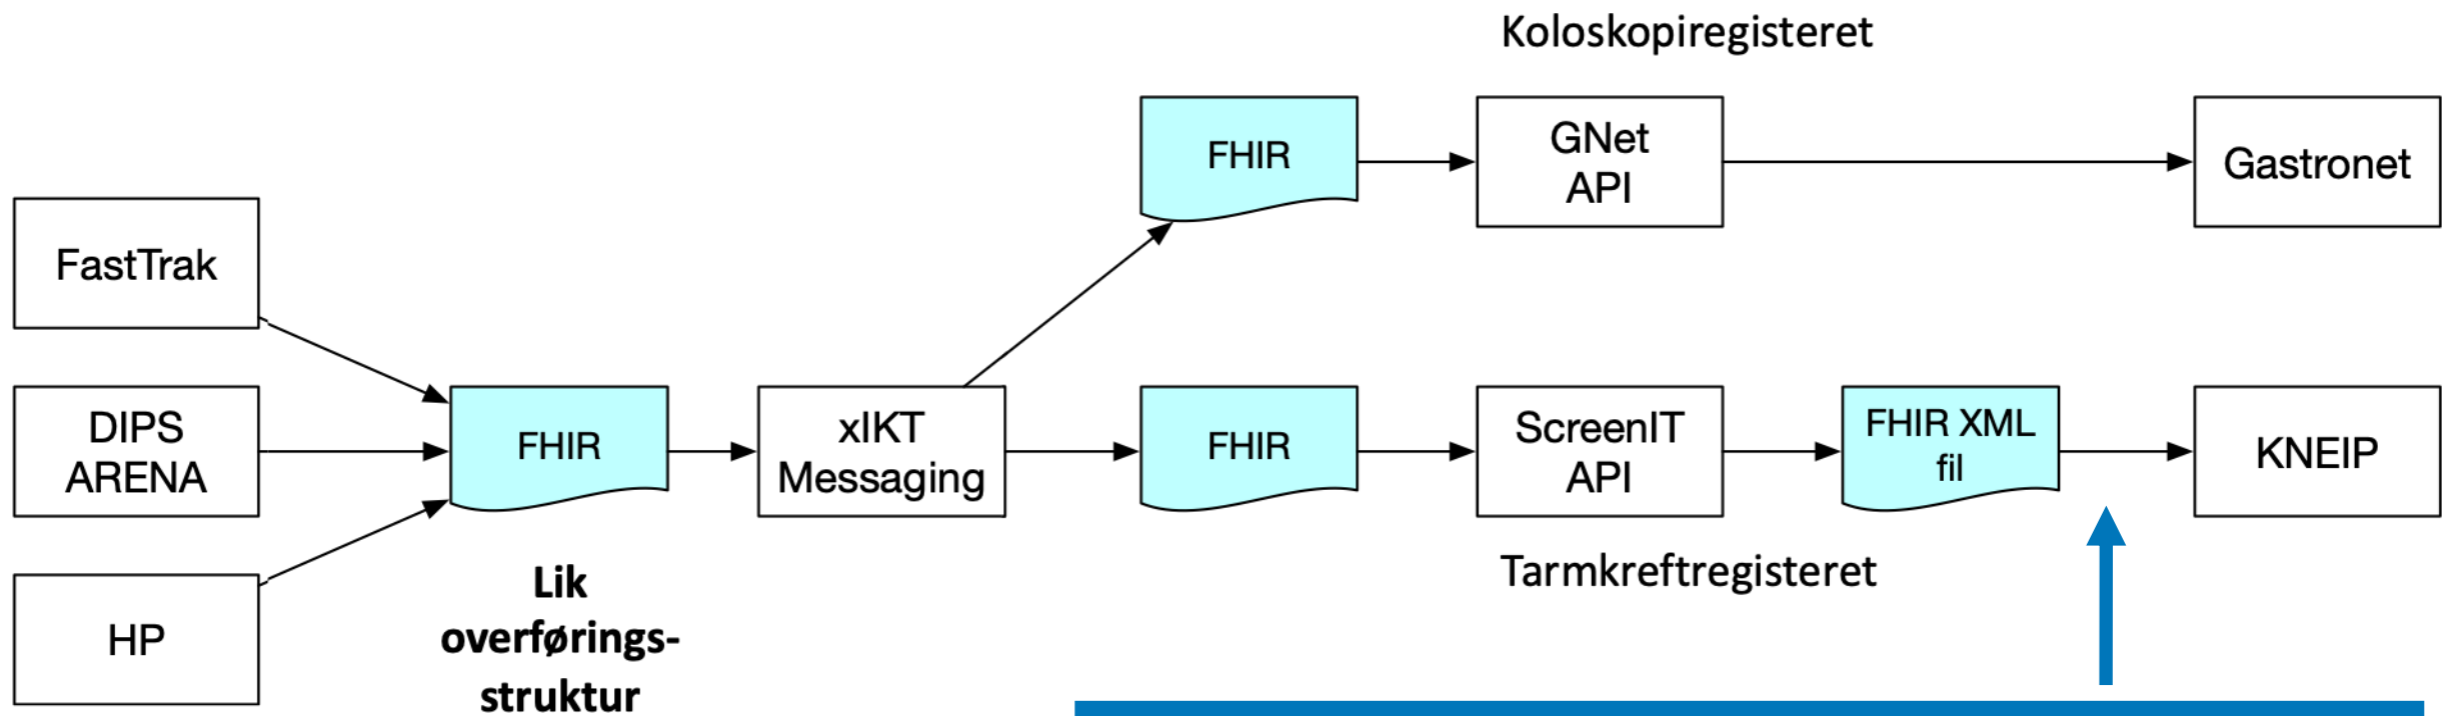 Koloskopiregisteret
FHIR
GNet
API
Gastronet
FastTrak
DIPS
ARENA
FHIR
xIKT
Messaging
FHIR
ScreenIT
API
FHIR XML
fil
KNEIP
HP
Lik
overførings-
struktur
Tarmkreftregisteret